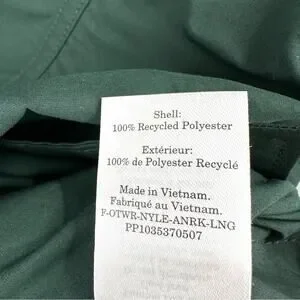 Shell:
100% Recycled Polyester
Extérieur:
100% de Polyester Recyclé
Made in Vietnam.
Fabriqué au Vietnam.
F-OTWR-NYLE-ANRK-LNG
PP1035370507